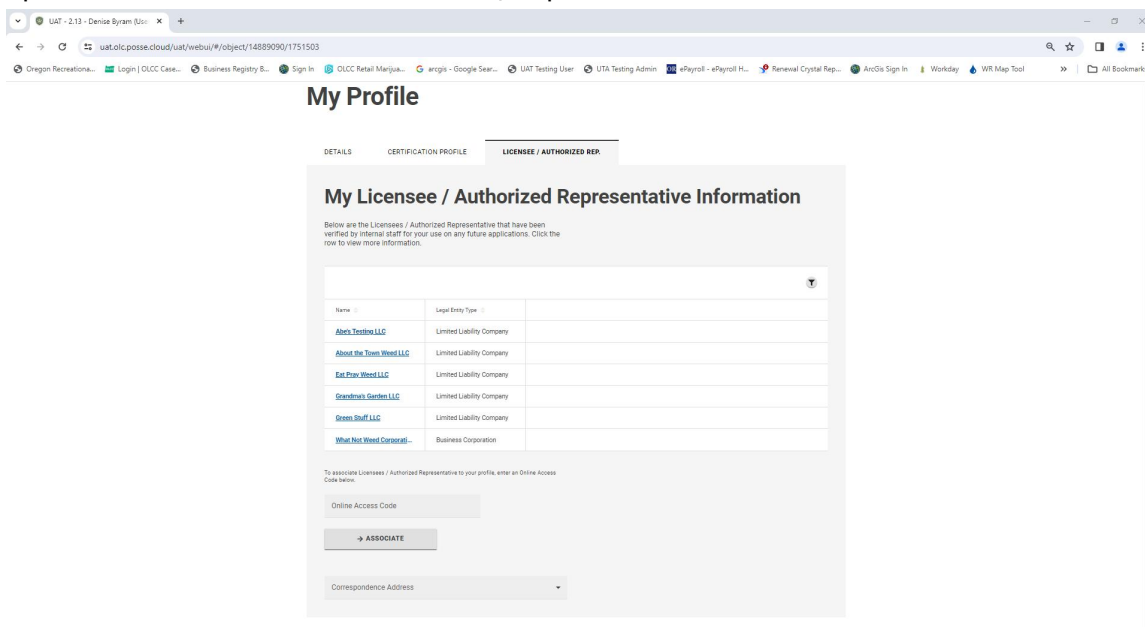 UAT - 2.13 - Denise Byram (Use
uat.olc.posse.cloud/uat/webui/#/object/14889090/1751503
Oregon Recreationa... Login | OLCC Case... Business Registry B... Sign In OLCC Retail Marijua... arcgis - Google Sear... UAT Testing User UTA Testing Admin ePayroll - ePayroll H... Renewal Crystal Rep... ArcGis Sign In Workday WR Map Tool » All Bookmark
My Profile
DETAILS CERTIFICATION PROFILE LICENSEE / AUTHORIZED REP.
My Licensee / Authorized Representative Information
Below are the Licensees / Authorized Representative that have been
verified by internal staff for your use on any future applications. Click the
row to view more information.
Name Legal Entity Type
Abe's Testing LLC Limited Liability Company
About the Town Weed LLC Limited Liability Company
Eat Pray Weed LLC Limited Liability Company
Grandma's Garden LLC Limited Liability Company
Green Stuff LLC Limited Liability Company
What Not Weed Corporati... Business Corporation
To associate Licensees / Authorized Representative to your profile, enter an Online Access
Code below.
Online Access Code
→ ASSOCIATE
Correspondence Address